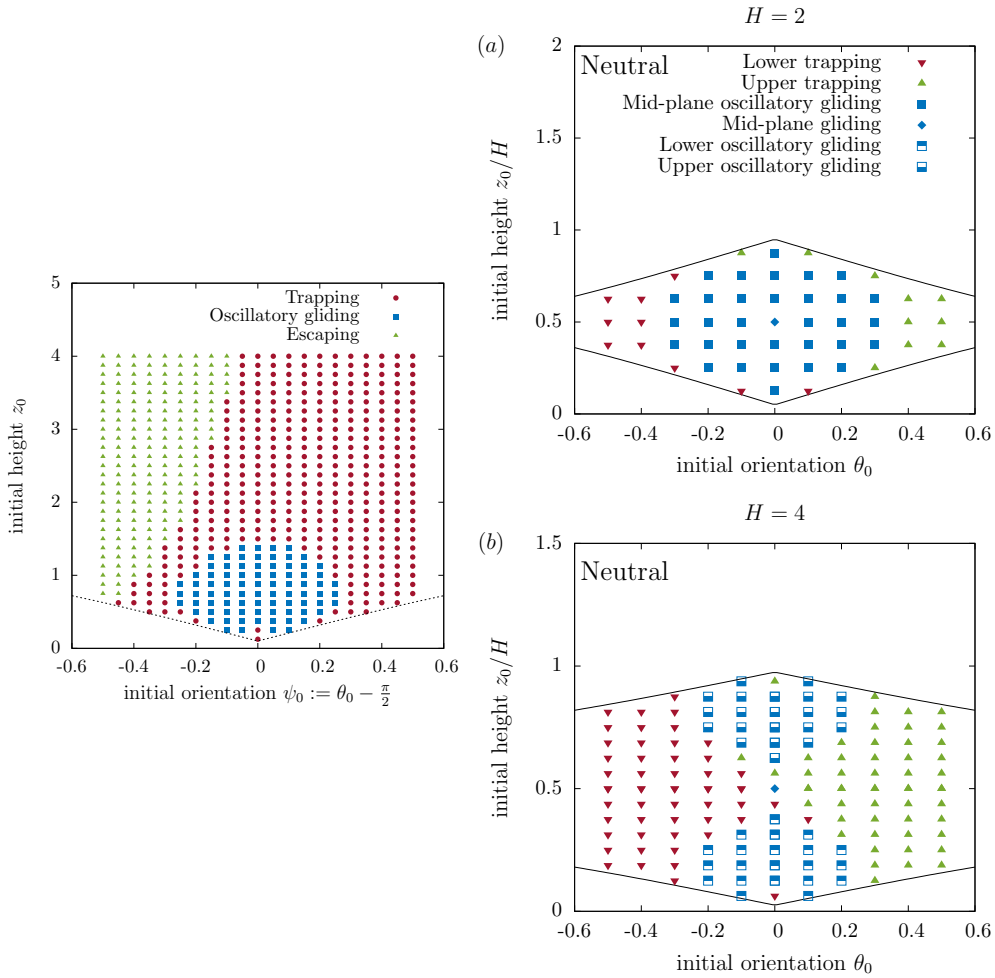 5
4
3
2
1
0
-0.6
-0.4
-0.2
0
0.2
0.4
0.6
initial height z₀
initial orientation ψ₀ := θ₀ − π/2
Trapping
Oscillatory gliding
Escaping
H = 2
(a)
Neutral
Lower trapping
Upper trapping
Mid-plane oscillatory gliding
Mid-plane gliding
Lower oscillatory gliding
Upper oscillatory gliding
2
1.5
1
0.5
0
-0.6
-0.4
-0.2
0
0.2
0.4
0.6
initial height z₀/H
initial orientation θ₀
H = 4
(b)
Neutral
1.5
1
0.5
0
-0.6
-0.4
-0.2
0
0.2
0.4
0.6
initial height z₀/H
initial orientation θ₀